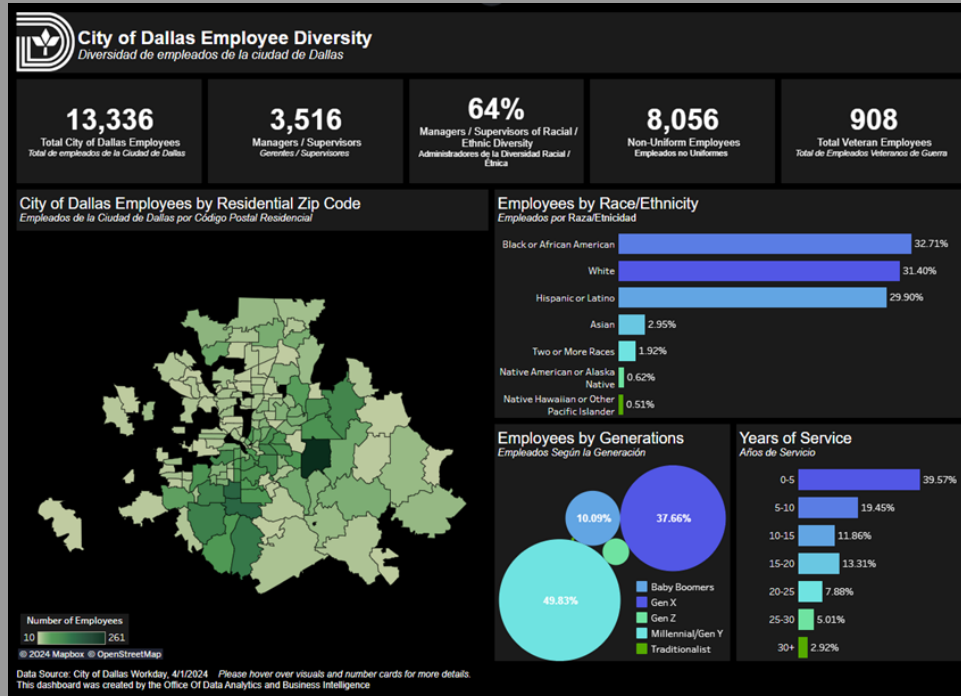 City of Dallas Employee Diversity
Diversidad de empleados de la ciudad de Dallas
13,336
Total City of Dallas Employees
Total de empleados de la Ciudad de Dallas
3,516
Managers / Supervisors
Gerentes / Supervisores
64%
Managers / Supervisors of Racial /
Ethnic Diversity
Administradores de la Diversidad Racial /
Étnica
8,056
Non-Uniform Employees
Empleados no Uniformes
908
Total Veteran Employees
Total de Empleados Veteranos de Guerra
City of Dallas Employees by Residential Zip Code
Empleados de la Ciudad de Dallas por Código Postal Residencial
Number of Employees
10
261
© 2024 Mapbox © OpenStreetMap
Employees by Race/Ethnicity
Empleados por Raza/Etnicidad
Black or African American
32.71%
White
31.40%
Hispanic or Latino
29.90%
Asian
2.95%
Two or More Races
1.92%
Native American or Alaska
Native
0.62%
Native Hawaiian or Other
Pacific Islander
0.51%
Employees by Generations
Empleados Según la Generación
10.09%
37.66%
49.83%
Baby Boomers
Gen X
Gen Z
Millennial/Gen Y
Traditionalist
Years of Service
Años de Servicio
0-5
39.57%
5-10
19.45%
10-15
11.86%
15-20
13.31%
20-25
7.88%
25-30
5.01%
30+
2.92%
Data Source: City of Dallas Workday, 4/1/2024 Please hover over visuals and number cards for more details.
This dashboard was created by the Office Of Data Analytics and Business Intelligence